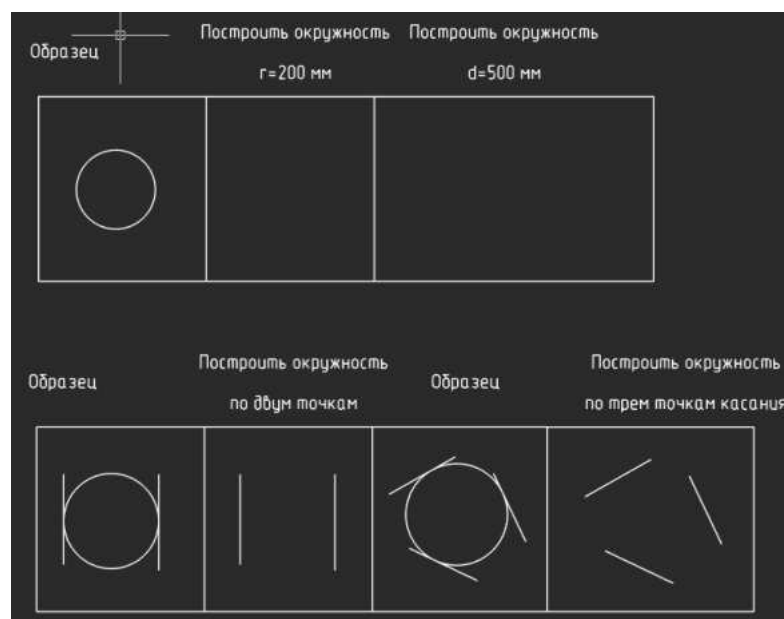 Образец
Построить окружность
r=200 мм
Построить окружность
d=500 мм
Образец
Построить окружность
по двум точкам
Образец
Построить окружность
по трем точкам касания